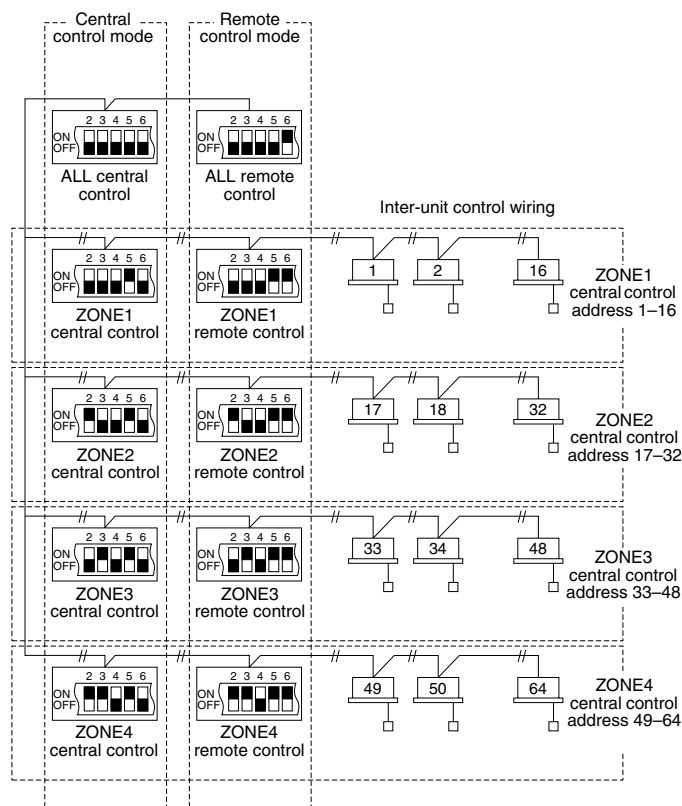 Central
control mode
Remote
control mode
2 3 4 5 6
ON
OFF
ALL central
control
2 3 4 5 6
ON
OFF
ALL remote
control
Inter-unit control wiring
2 3 4 5 6
ON
OFF
ZONE1
central control
2 3 4 5 6
ON
OFF
ZONE1
remote control
1
2
16
ZONE1
central control
address 1–16
2 3 4 5 6
ON
OFF
ZONE2
central control
2 3 4 5 6
ON
OFF
ZONE2
remote control
17
18
32
ZONE2
central control
address 17–32
2 3 4 5 6
ON
OFF
ZONE3
central control
2 3 4 5 6
ON
OFF
ZONE3
remote control
33
34
48
ZONE3
central control
address 33–48
2 3 4 5 6
ON
OFF
ZONE4
central control
2 3 4 5 6
ON
OFF
ZONE4
remote control
49
50
64
ZONE4
central control
address 49–64